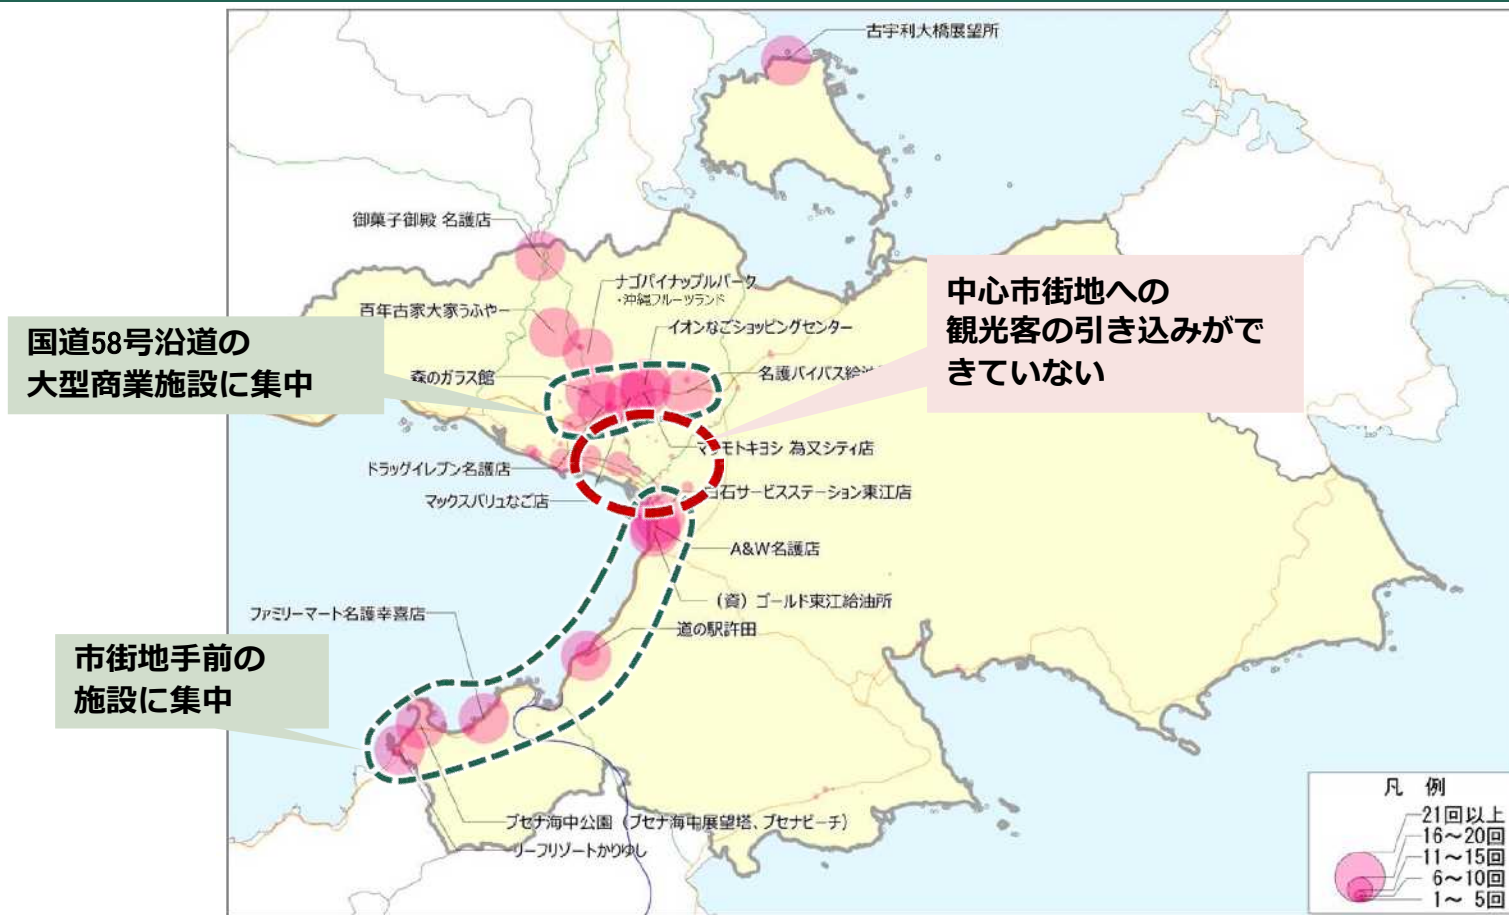 古宇利大橋展望所
御菓子御殿 名護店
ナゴパイナップルパーク
・沖縄フルーツランド
百年古家大家うふやー
イオンなごショッピングセンター
中心市街地への
観光客の引き込みがで
きていない
国道58号沿道の
大型商業施設に集中
森のガラス館
名護バイパス給油
マツモトキヨシ 為又シティ店
ドラッグイレブン名護店
マックスバリュなご店
白石サービスステーション東江店
A&W名護店
(資) ゴールド東江給油所
ファミリーマート名護幸喜店
道の駅許田
市街地手前の
施設に集中
ブセナ海中公園 (ブセナ海中展望塔、ブセナビーチ)
リーフリゾートかりゆし
凡 例
21回以上
16～20回
11～15回
6～10回
1～ 5回